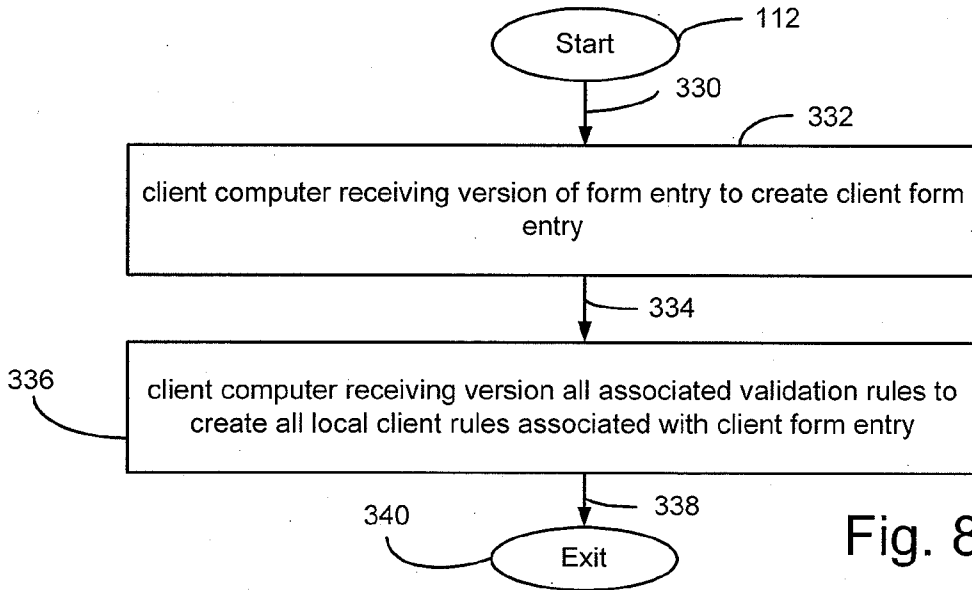 Start
112
330
332
client computer receiving version of form entry to create client form
entry
334
336
client computer receiving version all associated validation rules to
create all local client rules associated with client form entry
338
340
Exit
Fig. 8